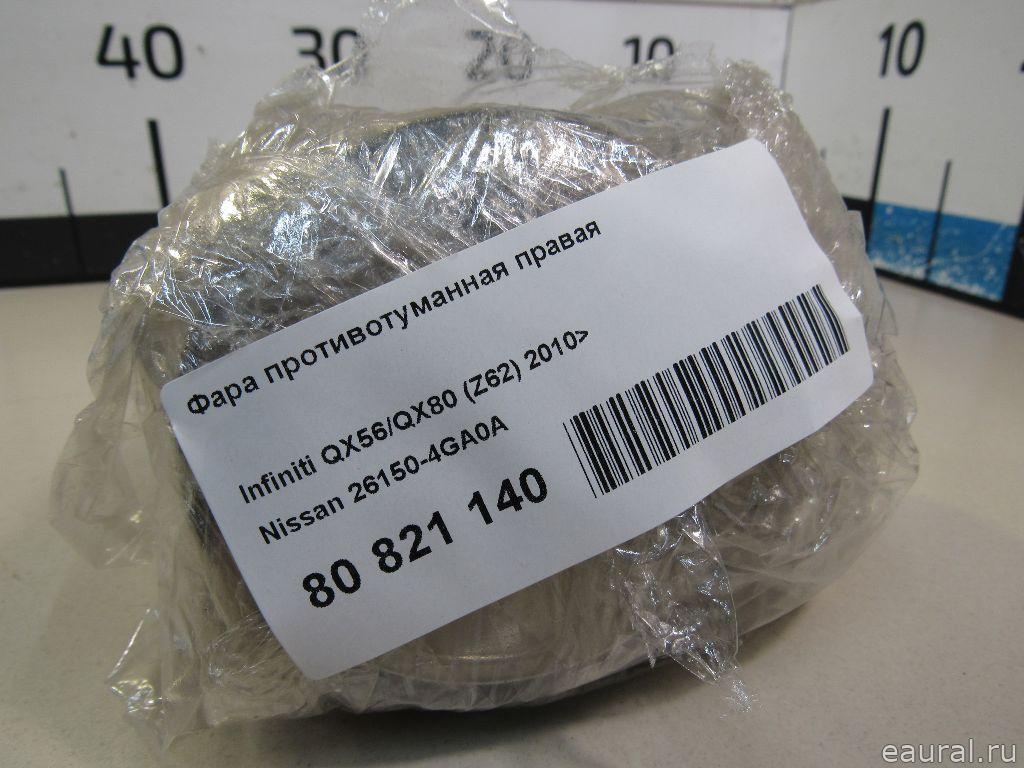 40 30 20 10 10
Фара противотуманная правая
Infiniti QX56/QX80 (Z62) 2010>
Nissan 26150-4GA0A
80 821 140
eaural.ru